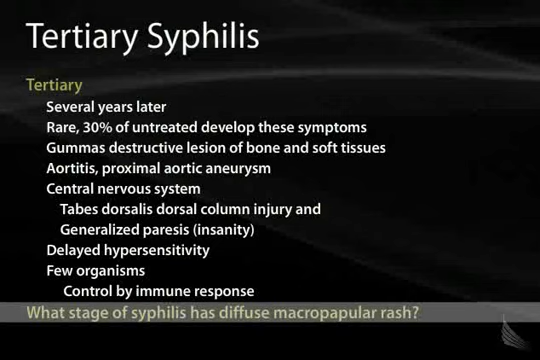 Tertiary Syphilis
Tertiary
Several years later
Rare, 30% of untreated develop these symptoms
Gummas destructive lesion of bone and soft tissues
Aortitis, proximal aortic aneurysm
Central nervous system
Tabes dorsalis dorsal column injury and
Generalized paresis (insanity)
Delayed hypersensitivity
Few organisms
Control by immune response
What stage of syphilis has diffuse macropapular rash?